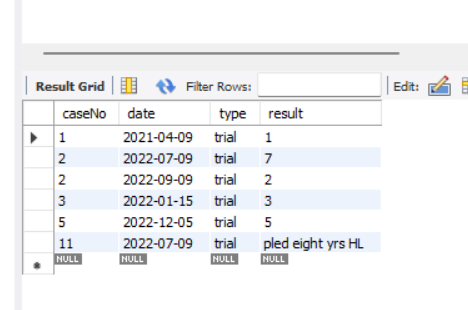 Result Grid Filter Rows: Edit:
caseNo date type result
1 2021-04-09 trial 1
2 2022-07-09 trial 7
2 2022-09-09 trial 2
3 2022-01-15 trial 3
5 2022-12-05 trial 5
11 2022-07-09 trial pled eight yrs HL
NULL NULL NULL NULL